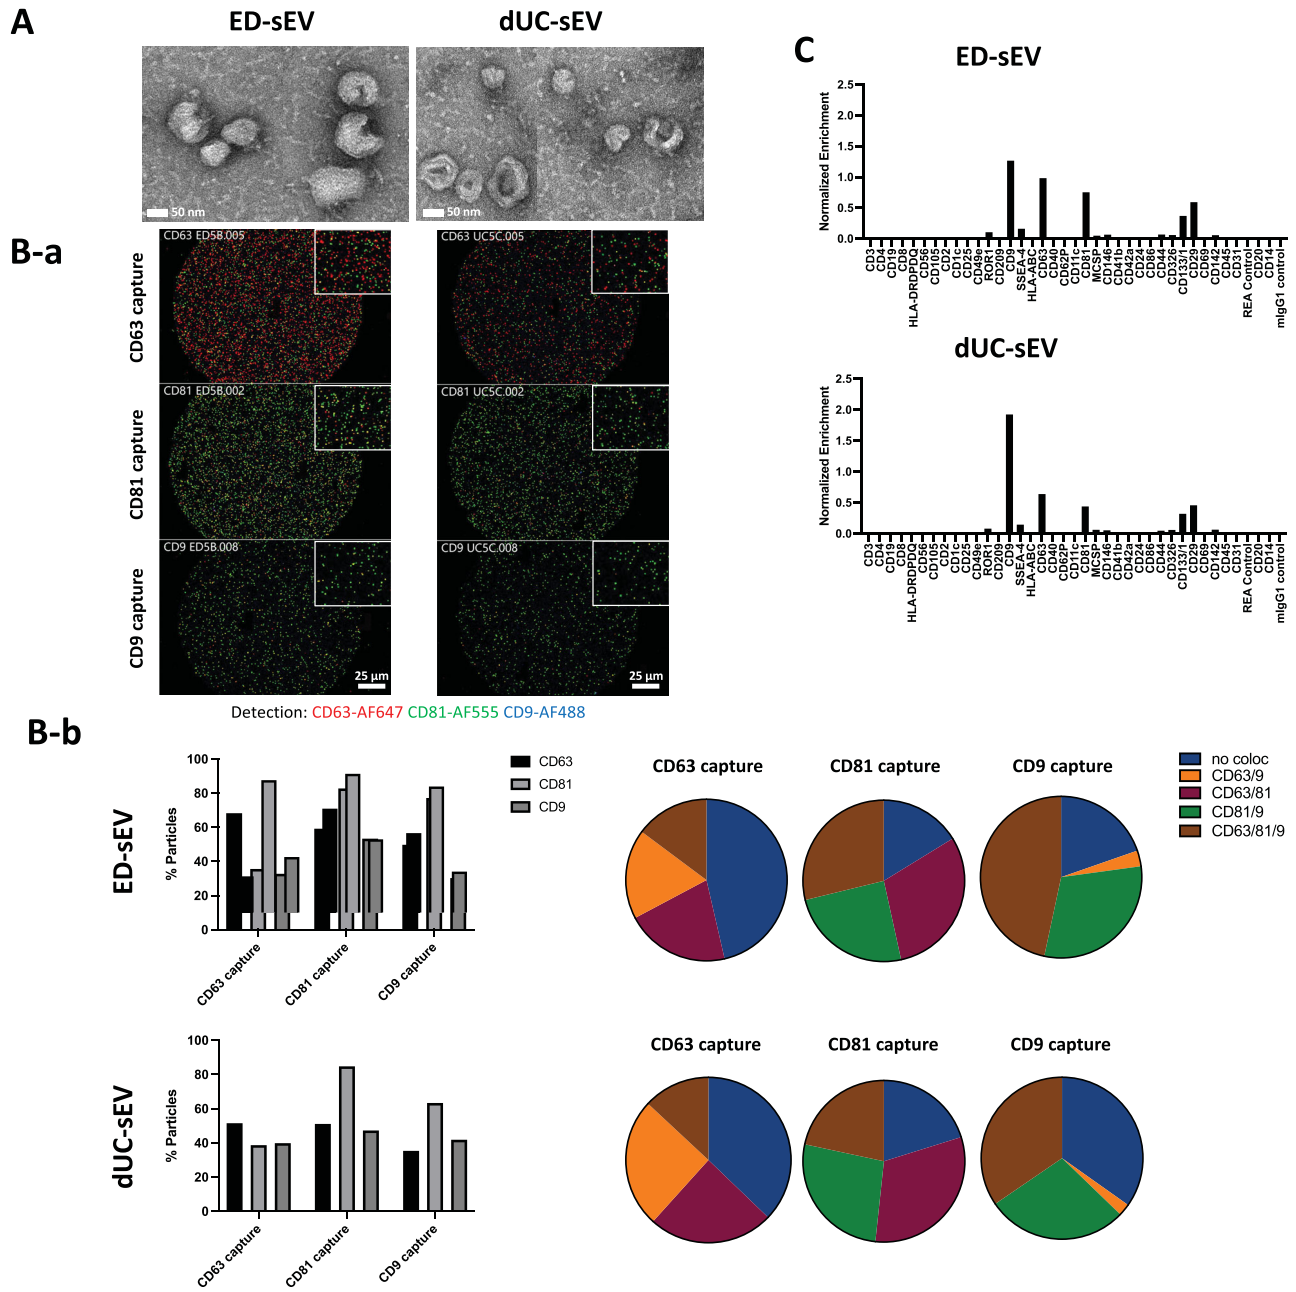 A
ED-sEV
dUC-sEV
50 nm
50 nm
B-a
CD63 capture
CD63 ED5B.005
CD63 UC5C.005
CD81 capture
CD81 ED5B.002
CD81 UC5C.002
CD9 capture
CD9 ED5B.008
CD9 UC5C.008
25 μm
25 μm
Detection: CD63-AF647 CD81-AF555 CD9-AF488
C
ED-sEV
Normalized Enrichment
2.5
2.0
1.5
1.0
0.5
0.0
CD3
CD4
CD19
CD8
HLA-DRDPDQ
CD56
CD105
CD2
CD1c
CD25
CD49e
ROR1
CD209
CD9
SSEA-4
HLA-ABC
CD63
CD40
CD62P
CD11c
CD81
MCSP
CD146
CD41b
CD42a
CD24
CD86
CD44
CD326
CD133/1
CD29
CD69
CD142
CD45
CD31
REA Control
CD20
CD14
mIgG1 control
dUC-sEV
Normalized Enrichment
2.5
2.0
1.5
1.0
0.5
0.0
CD3
CD4
CD19
CD8
HLA-DRDPDQ
CD56
CD105
CD2
CD1c
CD25
CD49e
ROR1
CD209
CD9
SSEA-4
HLA-ABC
CD63
CD40
CD62P
CD11c
CD81
MCSP
CD146
CD41b
CD42a
CD24
CD86
CD44
CD326
CD133/1
CD29
CD69
CD142
CD45
CD31
REA Control
CD20
CD14
mIgG1 control
B-b
ED-sEV
% Particles
100
80
60
40
20
0
CD63 capture
CD81 capture
CD9 capture
CD63
CD81
CD9
CD63 capture
CD81 capture
CD9 capture
no coloc
CD63/9
CD63/81
CD81/9
CD63/81/9
dUC-sEV
% Particles
100
80
60
40
20
0
CD63 capture
CD81 capture
CD9 capture
CD63 capture
CD81 capture
CD9 capture